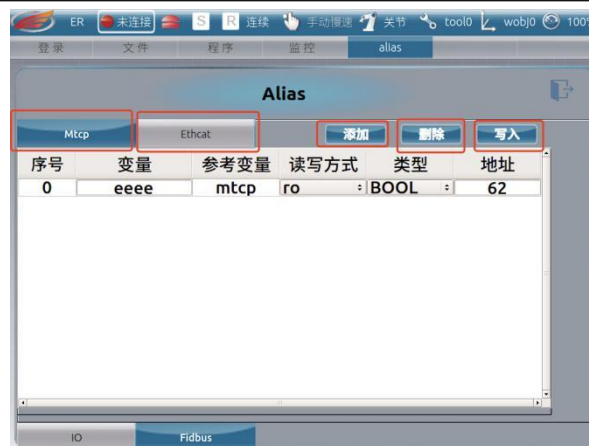 ER 未连接 S R 连续 手动慢速 关节 tool0 wobj0 100%
登录 文件 程序 监控 alias
Alias
Mtcp Ethcat 添加 删除 写入
序号 变量 参考变量 读写方式 类型 地址
0 eeee mtcp ro BOOL 62
IO Fidbus